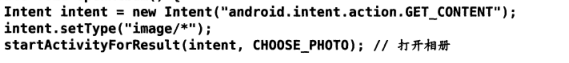 Intent intent = new Intent("android.intent.action.GET_CONTENT");
intent.setType("image/*");
startActivityForResult(intent, CHOOSE_PHOTO); // 打开相册